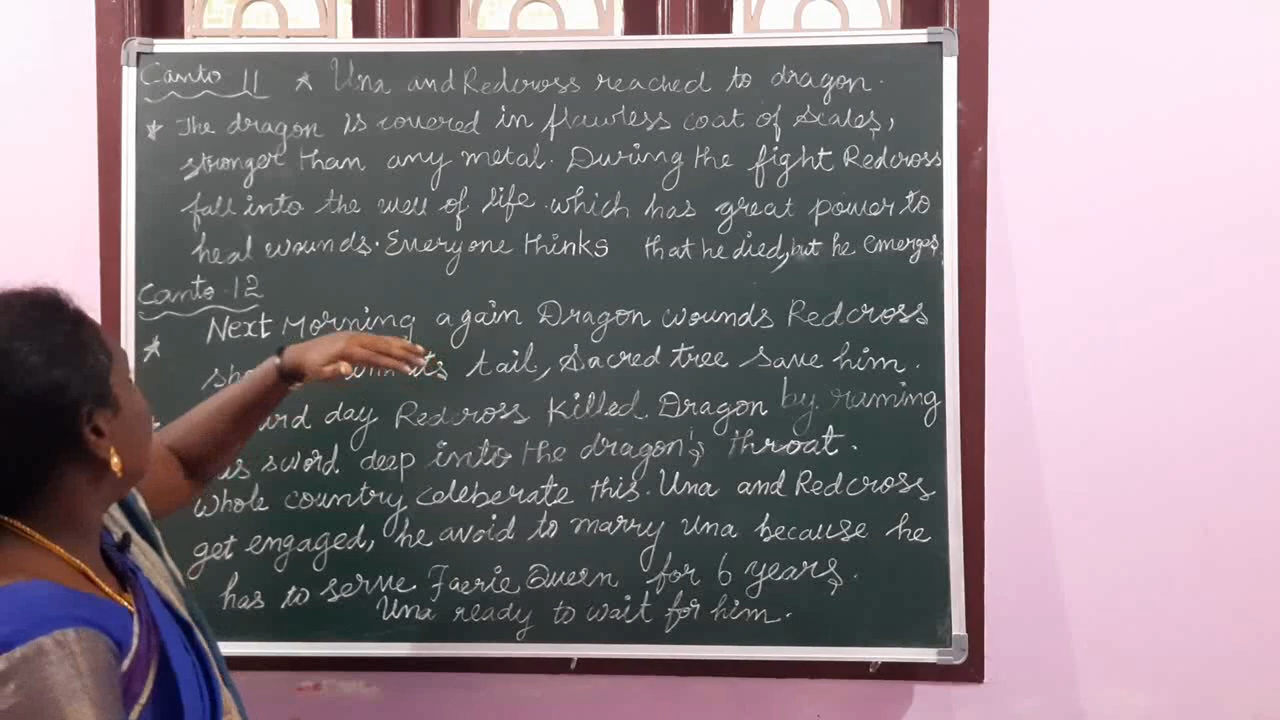 Canto 11 * Una and Redcross reached to dragon.
* The dragon is covered in flawless coat of scales,
stronger than any metal. During the fight Redcross
fall into the well of life which has great power to
heal wounds. Everyone thinks that he died, but he emerges,
Canto 12
* Next Morning again Dragon wounds Redcross
its tail, Sacred tree save him.
day Redcross killed Dragon by raming
sword deep into the dragon's throat.
Whole country celeberate this. Una and Redcross
get engaged, he avoid to marry Una because he
has to serve Faerie Queen for 6 years.
Una ready to wait for him.